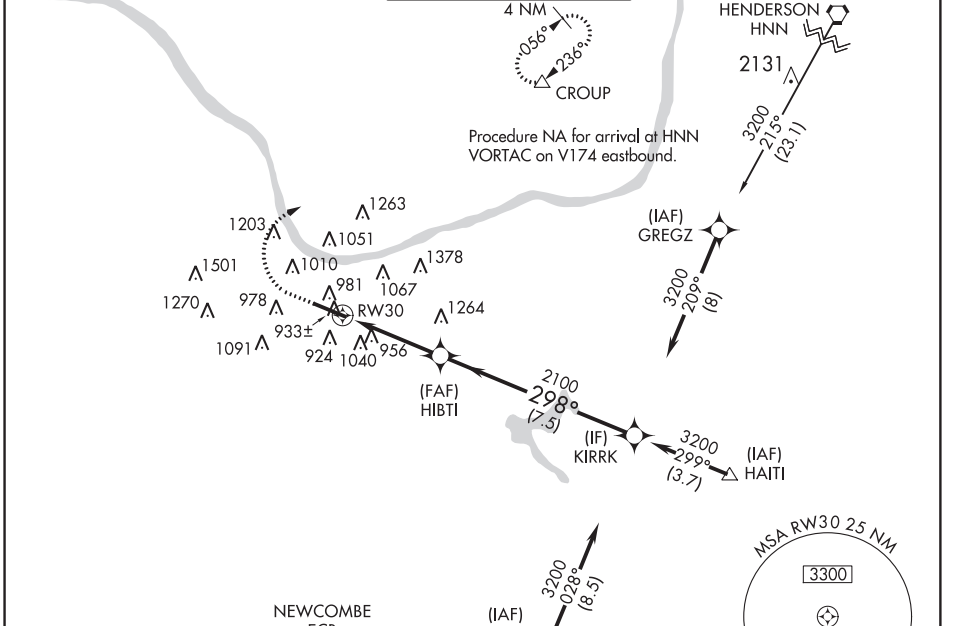 4 NM
056°
236°
CROUP
HENDERSON
HNN
2131
3200
215°
(23.1)
Procedure NA for arrival at HNN
VORTAC on V174 eastbound.
(IAF)
GREGZ
3200
209°
(8)
1263
1203
1051
1501
1010
1378
1067
981
1270
978
RW30
1264
933±
1091
924
1040
956
(FAF)
HIBTI
2100
298°
(7.5)
(IF)
KIRRK
3200
299°
(3.7)
(IAF)
HAITI
MSA RW30 25 NM
3300
3200
028°
(8.5)
NEWCOMBE
(IAF)